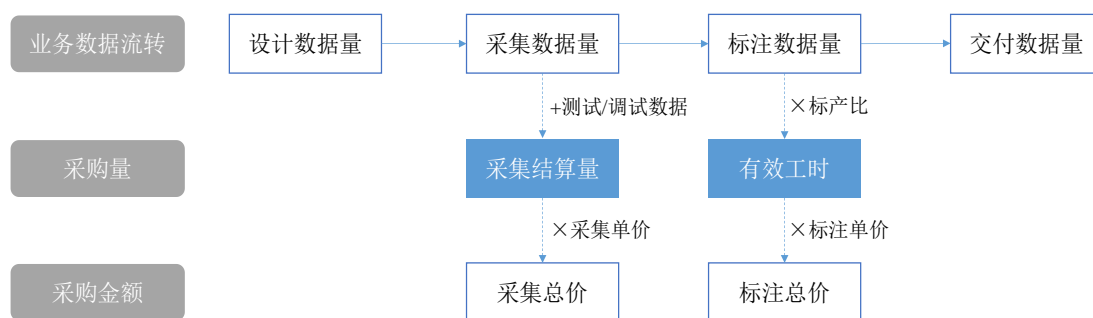 业务数据流转
设计数据量
采集数据量
标注数据量
交付数据量
+测试/调试数据
×标产比
采购量
采集结算量
有效工时
×采集单价
×标注单价
采购金额
采集总价
标注总价